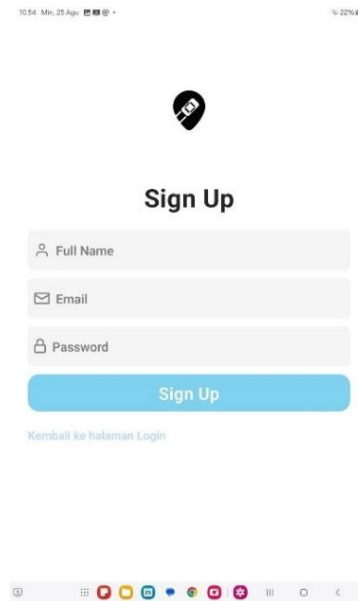 10.54 Min, 25 Agu
22%
Sign Up
Full Name
Email
Password
Sign Up
Kembali ke halaman Login